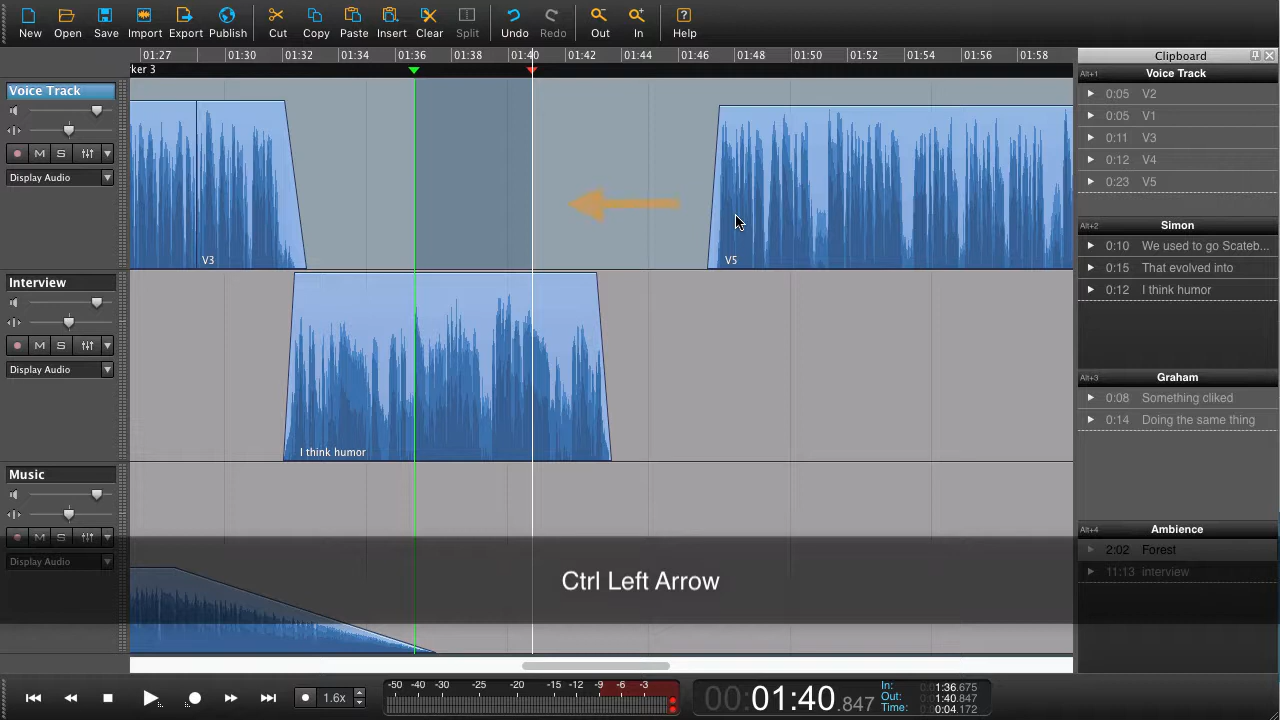 New Open Save Import Export Publish Cut Copy Paste Insert Clear Split Undo Redo Out In Help
01:27 01:30 01:32 01:34 01:36 01:38 01:40 01:42 01:44 01:46 01:48 01:50 01:52 01:54 01:56 01:58
rker 3
Clipboard
Alt+1 Voice Track
0:05 V2
0:05 V1
0:11 V3
0:12 V4
0:23 V5
Alt+2 Simon
0:10 We used to go Scateb...
0:15 That evolved into
0:12 I think humor
Alt+3 Graham
0:08 Something cliked
0:14 Doing the same thing
Alt+4 Ambience
2:02 Forest
11:13 interview
Voice Track
M S
Display Audio
V3
V5
Interview
M S
Display Audio
I think humor
Music
M S
Display Audio
Ctrl Left Arrow
1.6x
-50 -40 -30 -25 -20 -15 -12 -9 -6 -3
00:01:40.847
In: 01:36.675
Out: 01:40.847
Time: 00:04.172